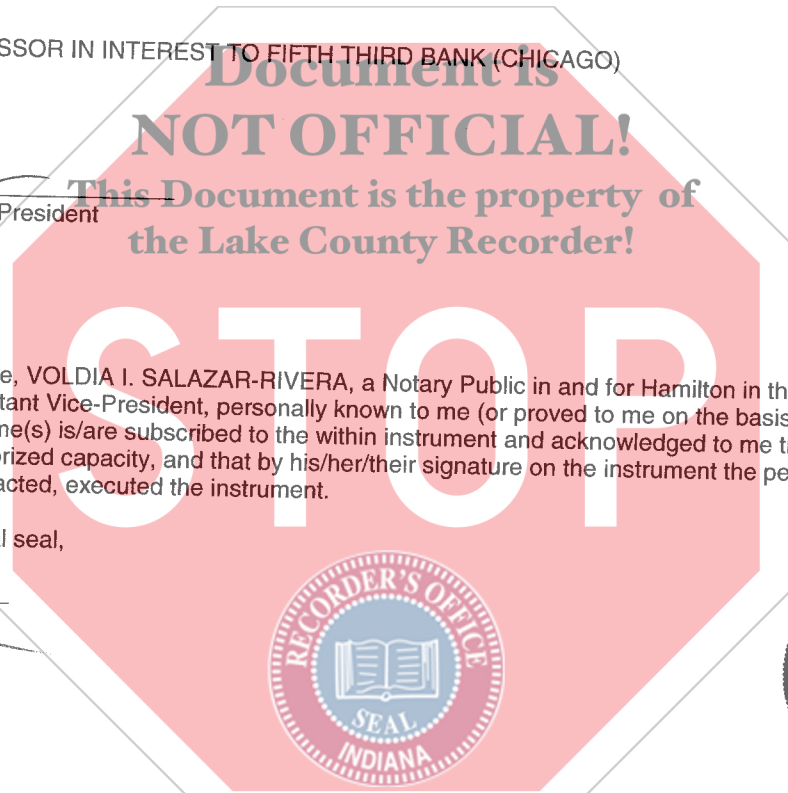 SSOR IN INTEREST TO FIFTH THIRD BANK (CHICAGO)
Document is
NOT OFFICIAL!
This Document is the property of
President
the Lake County Recorder!
STOP
e, VOLDIA I. SALAZAR-RIVERA, a Notary Public in and for Hamilton in th
tant Vice-President, personally known to me (or proved to me on the basis
me(s) is/are subscribed to the within instrument and acknowledged to me t
rized capacity, and that by his/her/their signature on the instrument the pe
acted, executed the instrument.
l seal,
RECORDER'S OFFICE
SEAL
INDIANA